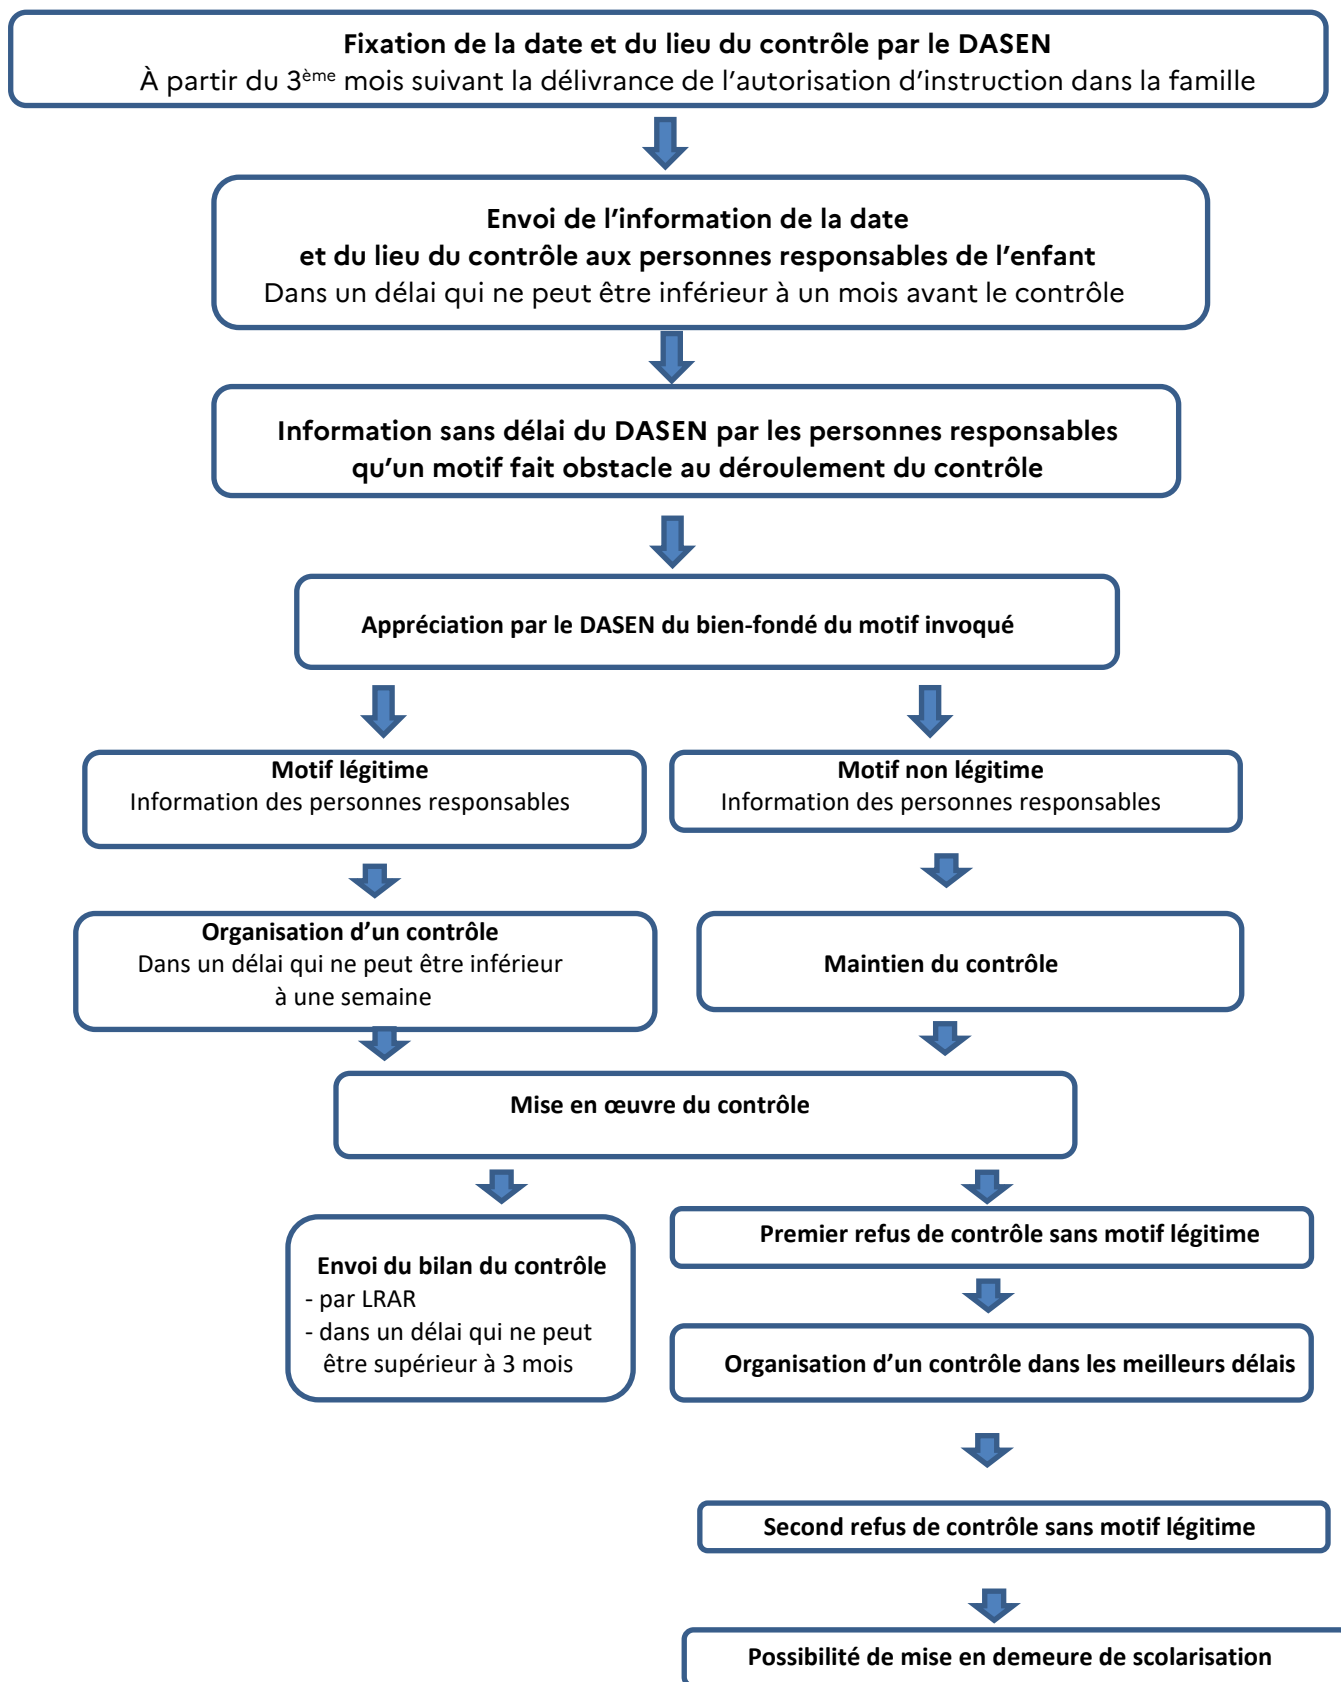 Fixation de la date et du lieu du contrôle par le DASEN
À partir du 3ème mois suivant la délivrance de l’autorisation d’instruction dans la famille
Envoi de l’information de la date
et du lieu du contrôle aux personnes responsables de l’enfant
Dans un délai qui ne peut être inférieur à un mois avant le contrôle
Information sans délai du DASEN par les personnes responsables
qu’un motif fait obstacle au déroulement du contrôle
Appréciation par le DASEN du bien-fondé du motif invoqué
Motif légitime
Information des personnes responsables
Motif non légitime
Information des personnes responsables
Organisation d’un contrôle
Dans un délai qui ne peut être inférieur
à une semaine
Maintien du contrôle
Mise en œuvre du contrôle
Envoi du bilan du contrôle
- par LRAR
- dans un délai qui ne peut
être supérieur à 3 mois
Premier refus de contrôle sans motif légitime
Organisation d’un contrôle dans les meilleurs délais
Second refus de contrôle sans motif légitime
Possibilité de mise en demeure de scolarisation